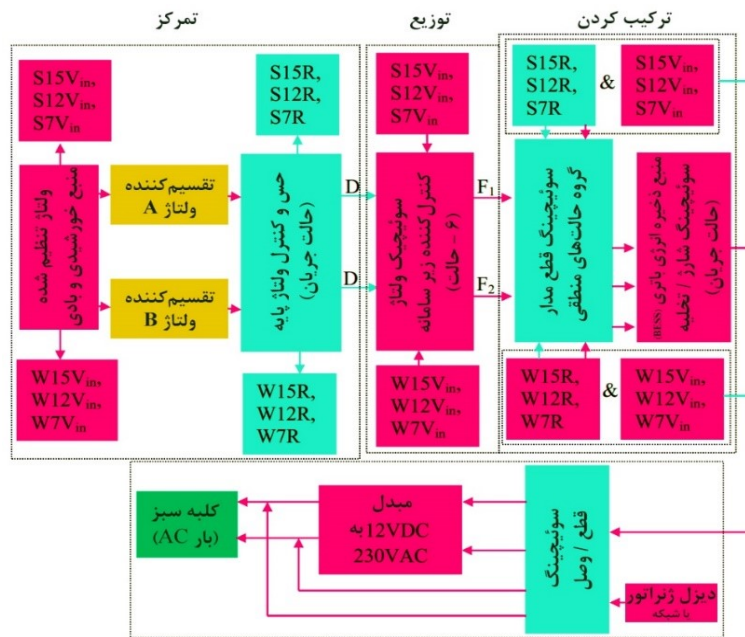 تمرکز
توزیع
ترکیب کردن
S15Vin,
S12Vin,
S7Vin
S15R,
S12R,
S7R
S15Vin,
S12Vin,
S7Vin
S15R,
S12R,
S7R
&
S15Vin,
S12Vin,
S7Vin
منبع خورشیدی و بادی
ولتاژ تنظیم شده
تقسیم‌کننده
ولتاژ A
تقسیم‌کننده
ولتاژ B
حس و کنترل ولتاژ پایه
(حالت جریان)
D
D
سوئیچیک ولتاژ
کنترل کننده زیر سامانه
(۶ - حالت)
F1
F2
سوئیچینگ قطع مدار
گروه حالت‌های منطقی
منبع ذخیره انرژی باتری (BESS)
سوئیچینگ شارژ / تخلیه
(حالت جریان)
W15Vin,
W12Vin,
W7Vin
W15R,
W12R,
W7R
W15Vin,
W12Vin,
W7Vin
W15R,
W12R,
W7R
&
W15Vin,
W12Vin,
W7Vin
کلبه سبز
(بار AC)
مبدل
12VDC به
230VAC
سوئیچینگ
قطع / وصل
دیزل ژنراتور
یا شبکه